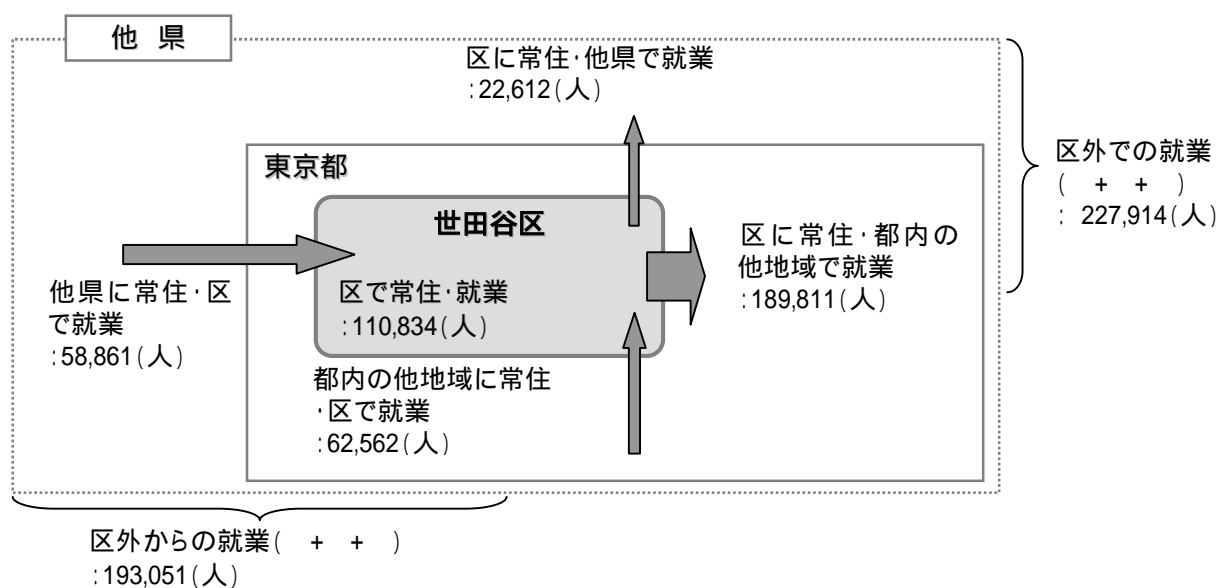 他 県
区に常住・他県で就業
:22,612(人)
東京都
世田谷区
区外での就業
( + + )
: 227,914(人)
区に常住・都内の
他地域で就業
:189,811(人)
他県に常住・区
で就業
:58,861(人)
区で常住・就業
:110,834(人)
都内の他地域に常住
・区で就業
:62,562(人)
区外からの就業( + + )
:193,051(人)